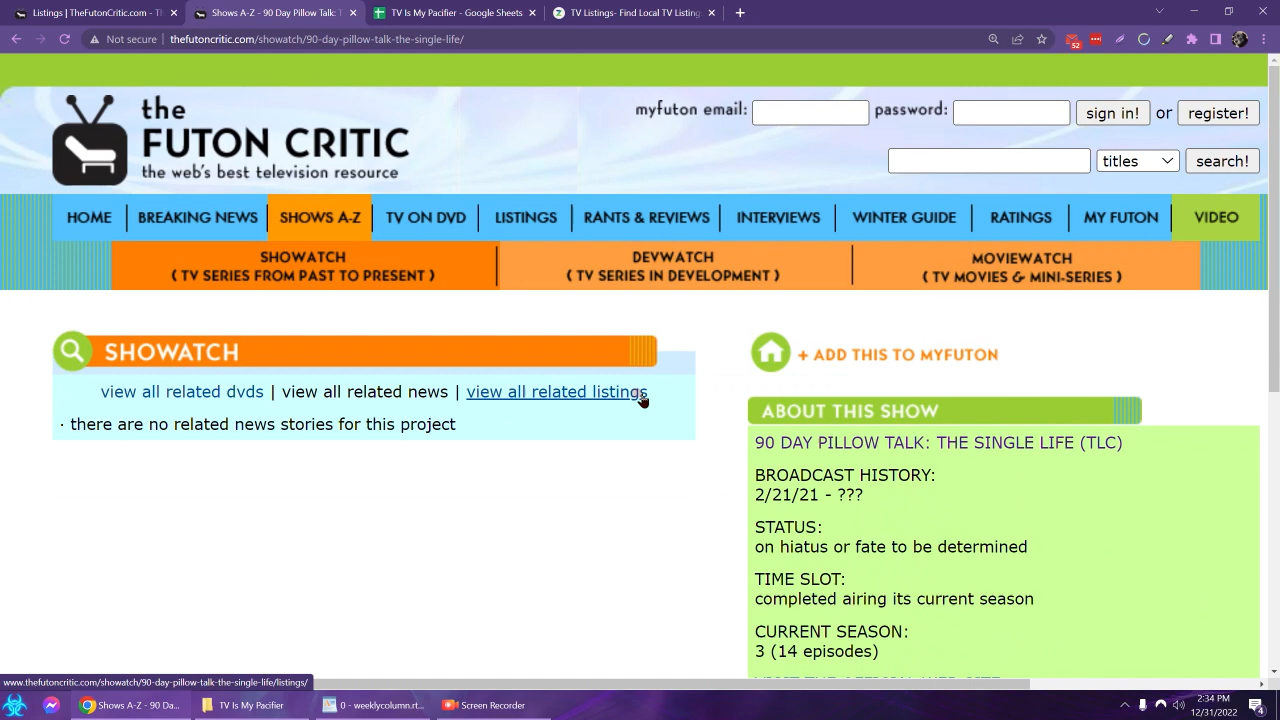 Listings | TheFutonCritic.com - Th
Shows A-Z - 90 Day Pillow Talk: T
TV Is My Pacifier - Google Sheets
TV Listings- Find Local TV Listing
Not secure
thefutoncritic.com/showatch/90-day-pillow-talk-the-single-life/
52
the
FUTON CRITIC
the web's best television resource
myfuton email:
password:
sign in! or register!
titles
search!
HOME
BREAKING NEWS
SHOWS A-Z
TV ON DVD
LISTINGS
RANTS & REVIEWS
INTERVIEWS
WINTER GUIDE
RATINGS
MY FUTON
VIDEO
SHOWATCH
( TV SERIES FROM PAST TO PRESENT )
DEVWATCH
( TV SERIES IN DEVELOPMENT )
MOVIEWATCH
( TV MOVIES & MINI-SERIES )
SHOWATCH
view all related dvds | view all related news | view all related listings
· there are no related news stories for this project
+ ADD THIS TO MYFUTON
ABOUT THIS SHOW
90 DAY PILLOW TALK: THE SINGLE LIFE (TLC)
BROADCAST HISTORY:
2/21/21 - ???
STATUS:
on hiatus or fate to be determined
TIME SLOT:
completed airing its current season
CURRENT SEASON:
3 (14 episodes)
www.thefutoncritic.com/showatch/90-day-pillow-talk-the-single-life/listings/
Shows A-Z - 90 Da...
TV Is My Pacifier
0 - weeklycolumn.rt...
Screen Recorder
2:34 PM
12/31/2022